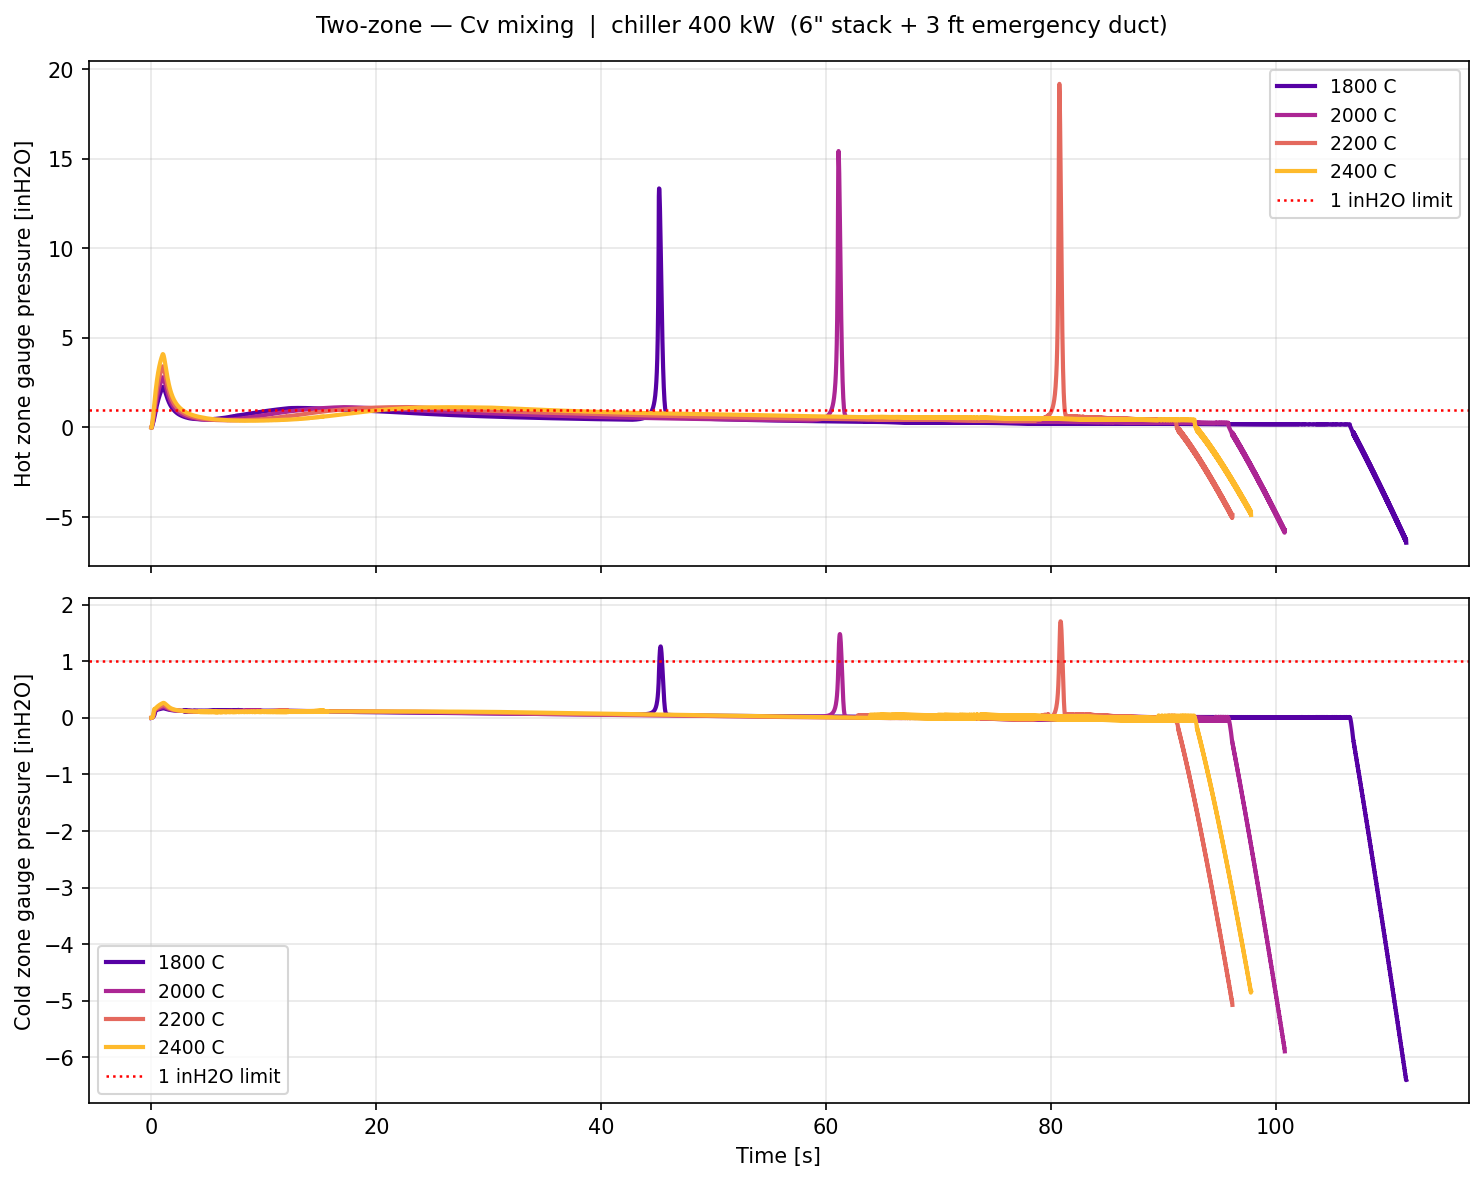 Two-zone — Cv mixing | chiller 400 kW (6" stack + 3 ft emergency duct)
Hot zone gauge pressure [inH2O]
20
15
10
5
0
−5
1800 C
2000 C
2200 C
2400 C
1 inH2O limit
Cold zone gauge pressure [inH2O]
2
1
0
−1
−2
−3
−4
−5
−6
1800 C
2000 C
2200 C
2400 C
1 inH2O limit
0 20 40 60 80 100
Time [s]